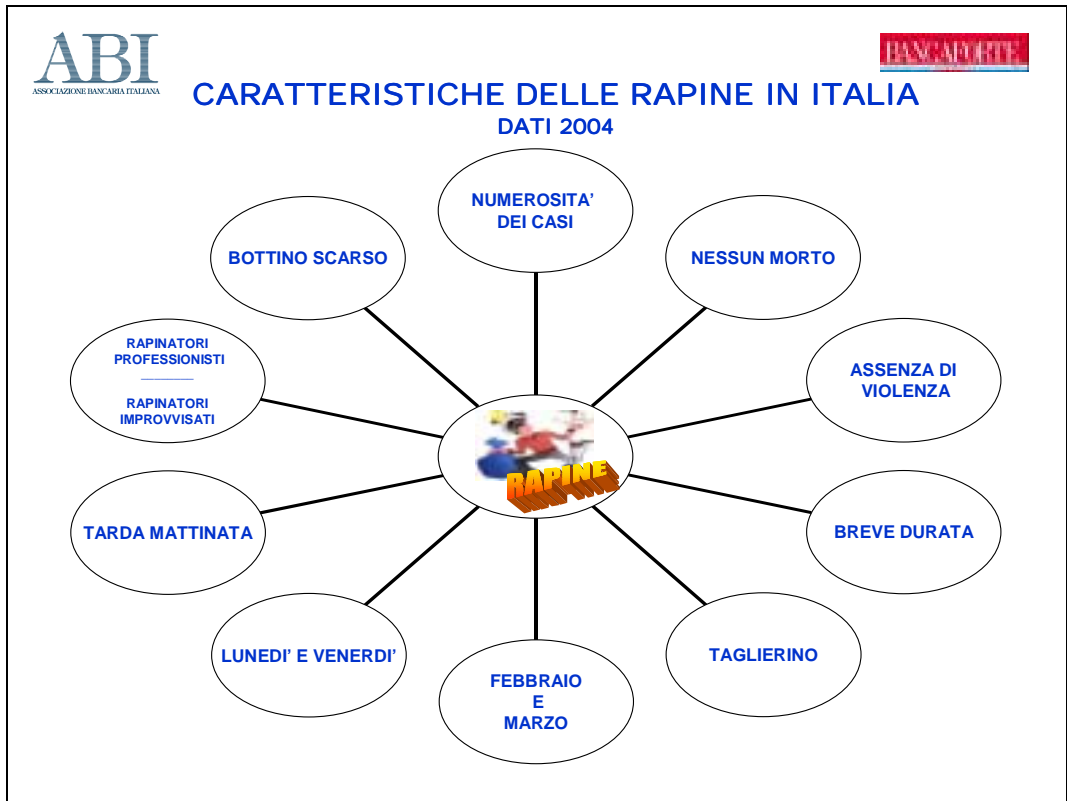 ABI
ASSOCIAZIONE BANCARIA ITALIANA
BANCAFORTE
CARATTERISTICHE DELLE RAPINE IN ITALIA
DATI 2004
NUMEROSITA'
DEI CASI
NESSUN MORTO
ASSENZA DI
VIOLENZA
BREVE DURATA
TAGLIERINO
FEBBRAIO
E
MARZO
LUNEDI' E VENERDI'
TARDA MATTINATA
RAPINATORI
PROFESSIONISTI
RAPINATORI
IMPROVVISATI
BOTTINO SCARSO
RAPINE